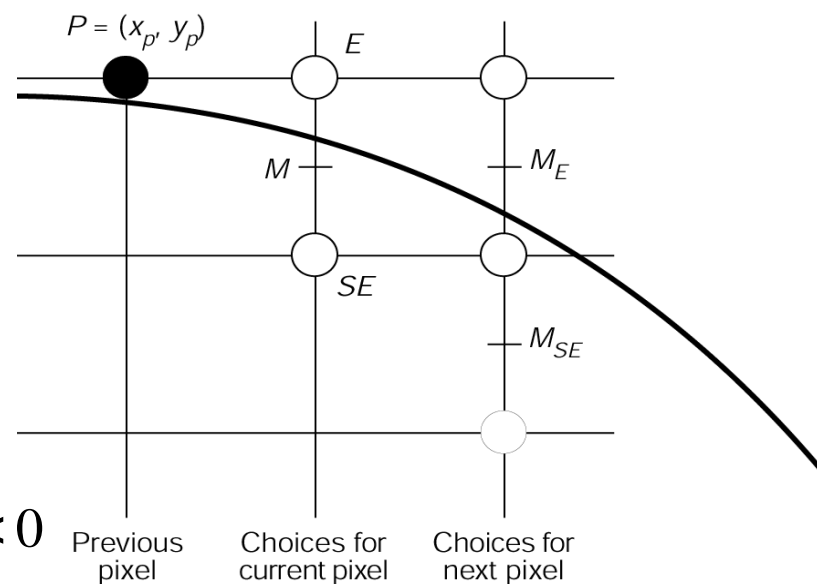 P = (xp, yp)
E
M
ME
SE
MSE
< 0
Previous
pixel
Choices for
current pixel
Choices for
next pixel